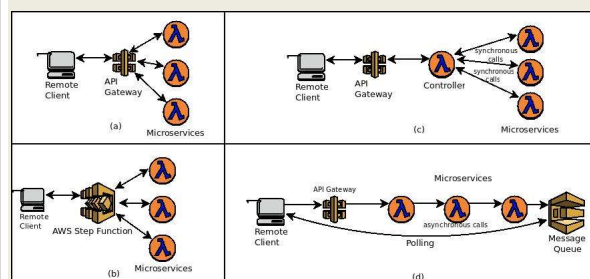 Remote
Client
API
Gateway
Microservices
(a)
Remote
Client
API
Gateway
Controller
synchronous
calls
synchronous
calls
Microservices
(c)
Remote
Client
AWS Step Function
Microservices
(b)
Remote
Client
API Gateway
Microservices
asynchronous calls
Polling
Message
Queue
(d)